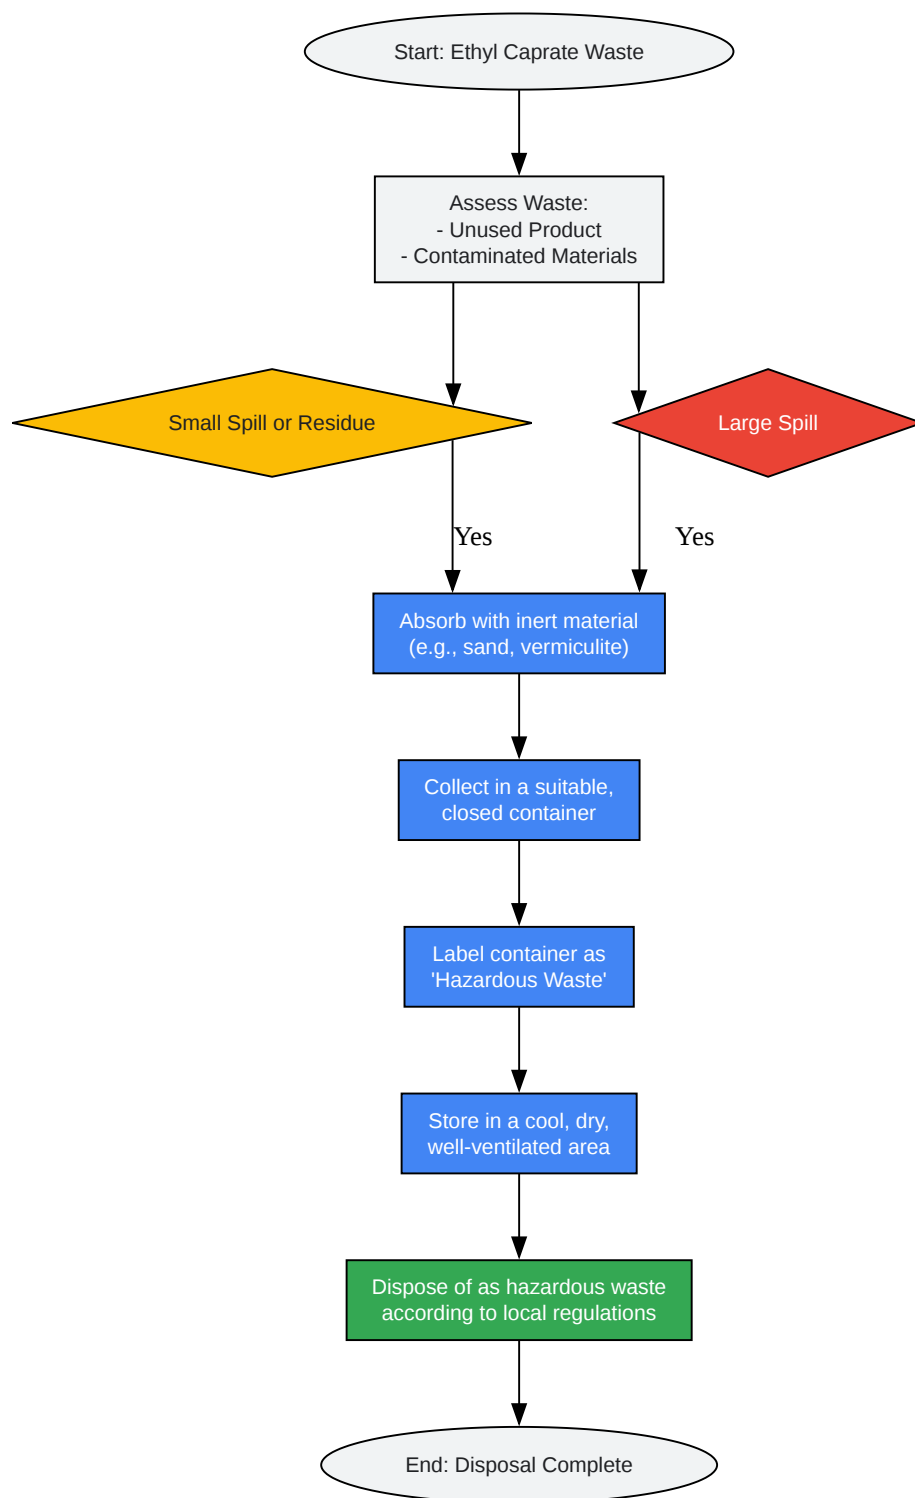 Start: Ethyl Caprate Waste
Assess Waste:
- Unused Product
- Contaminated Materials
Small Spill or Residue
Large Spill
Yes
Yes
Absorb with inert material
(e.g., sand, vermiculite)
Collect in a suitable,
closed container
Label container as
'Hazardous Waste'
Store in a cool, dry,
well-ventilated area
Dispose of as hazardous waste
according to local regulations
End: Disposal Complete